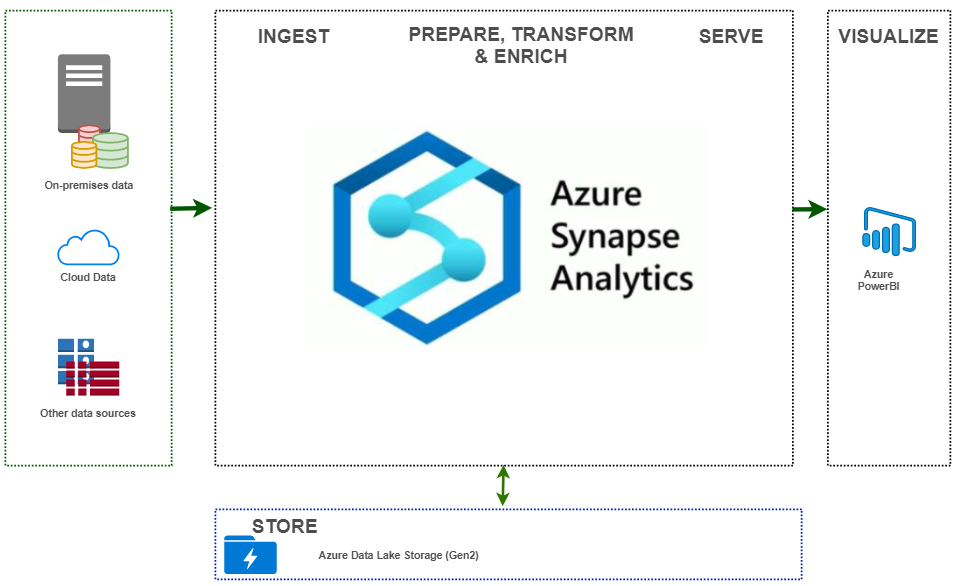 INGEST
PREPARE, TRANSFORM
& ENRICH
SERVE
VISUALIZE
On-premises data
Cloud Data
Other data sources
Azure
Synapse
Analytics
Azure
PowerBI
STORE
Azure Data Lake Storage (Gen2)